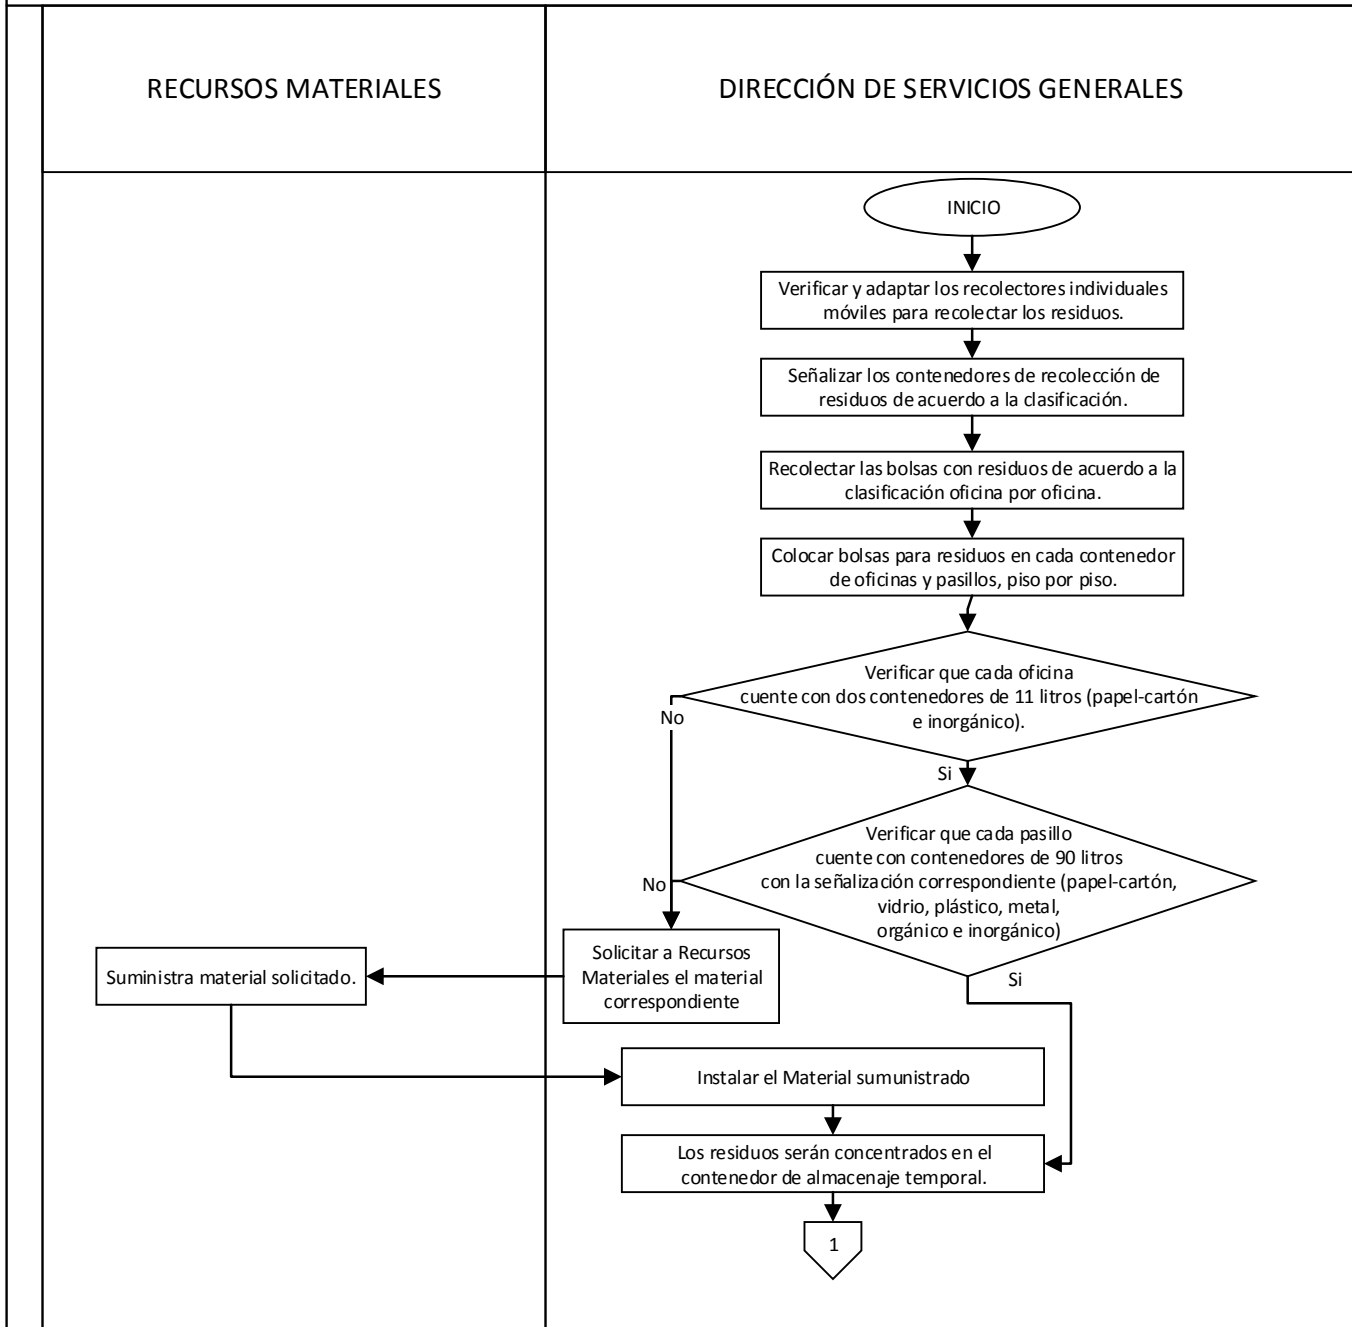 RECURSOS MATERIALES
DIRECCIÓN DE SERVICIOS GENERALES
INICIO
Verificar y adaptar los recolectores individuales
móviles para recolectar los residuos.
Señalizar los contenedores de recolección de
residuos de acuerdo a la clasificación.
Recolectar las bolsas con residuos de acuerdo a la
clasificación oficina por oficina.
Colocar bolsas para residuos en cada contenedor
de oficinas y pasillos, piso por piso.
Verificar que cada oficina
cuente con dos contenedores de 11 litros (papel-cartón
e inorgánico).
No
Si
Verificar que cada pasillo
cuente con contenedores de 90 litros
con la señalización correspondiente (papel-cartón,
vidrio, plástico, metal,
orgánico e inorgánico)
No
Si
Solicitar a Recursos
Materiales el material
correspondiente
Suministra material solicitado.
Instalar el Material sumunistrado
Los residuos serán concentrados en el
contenedor de almacenaje temporal.
1